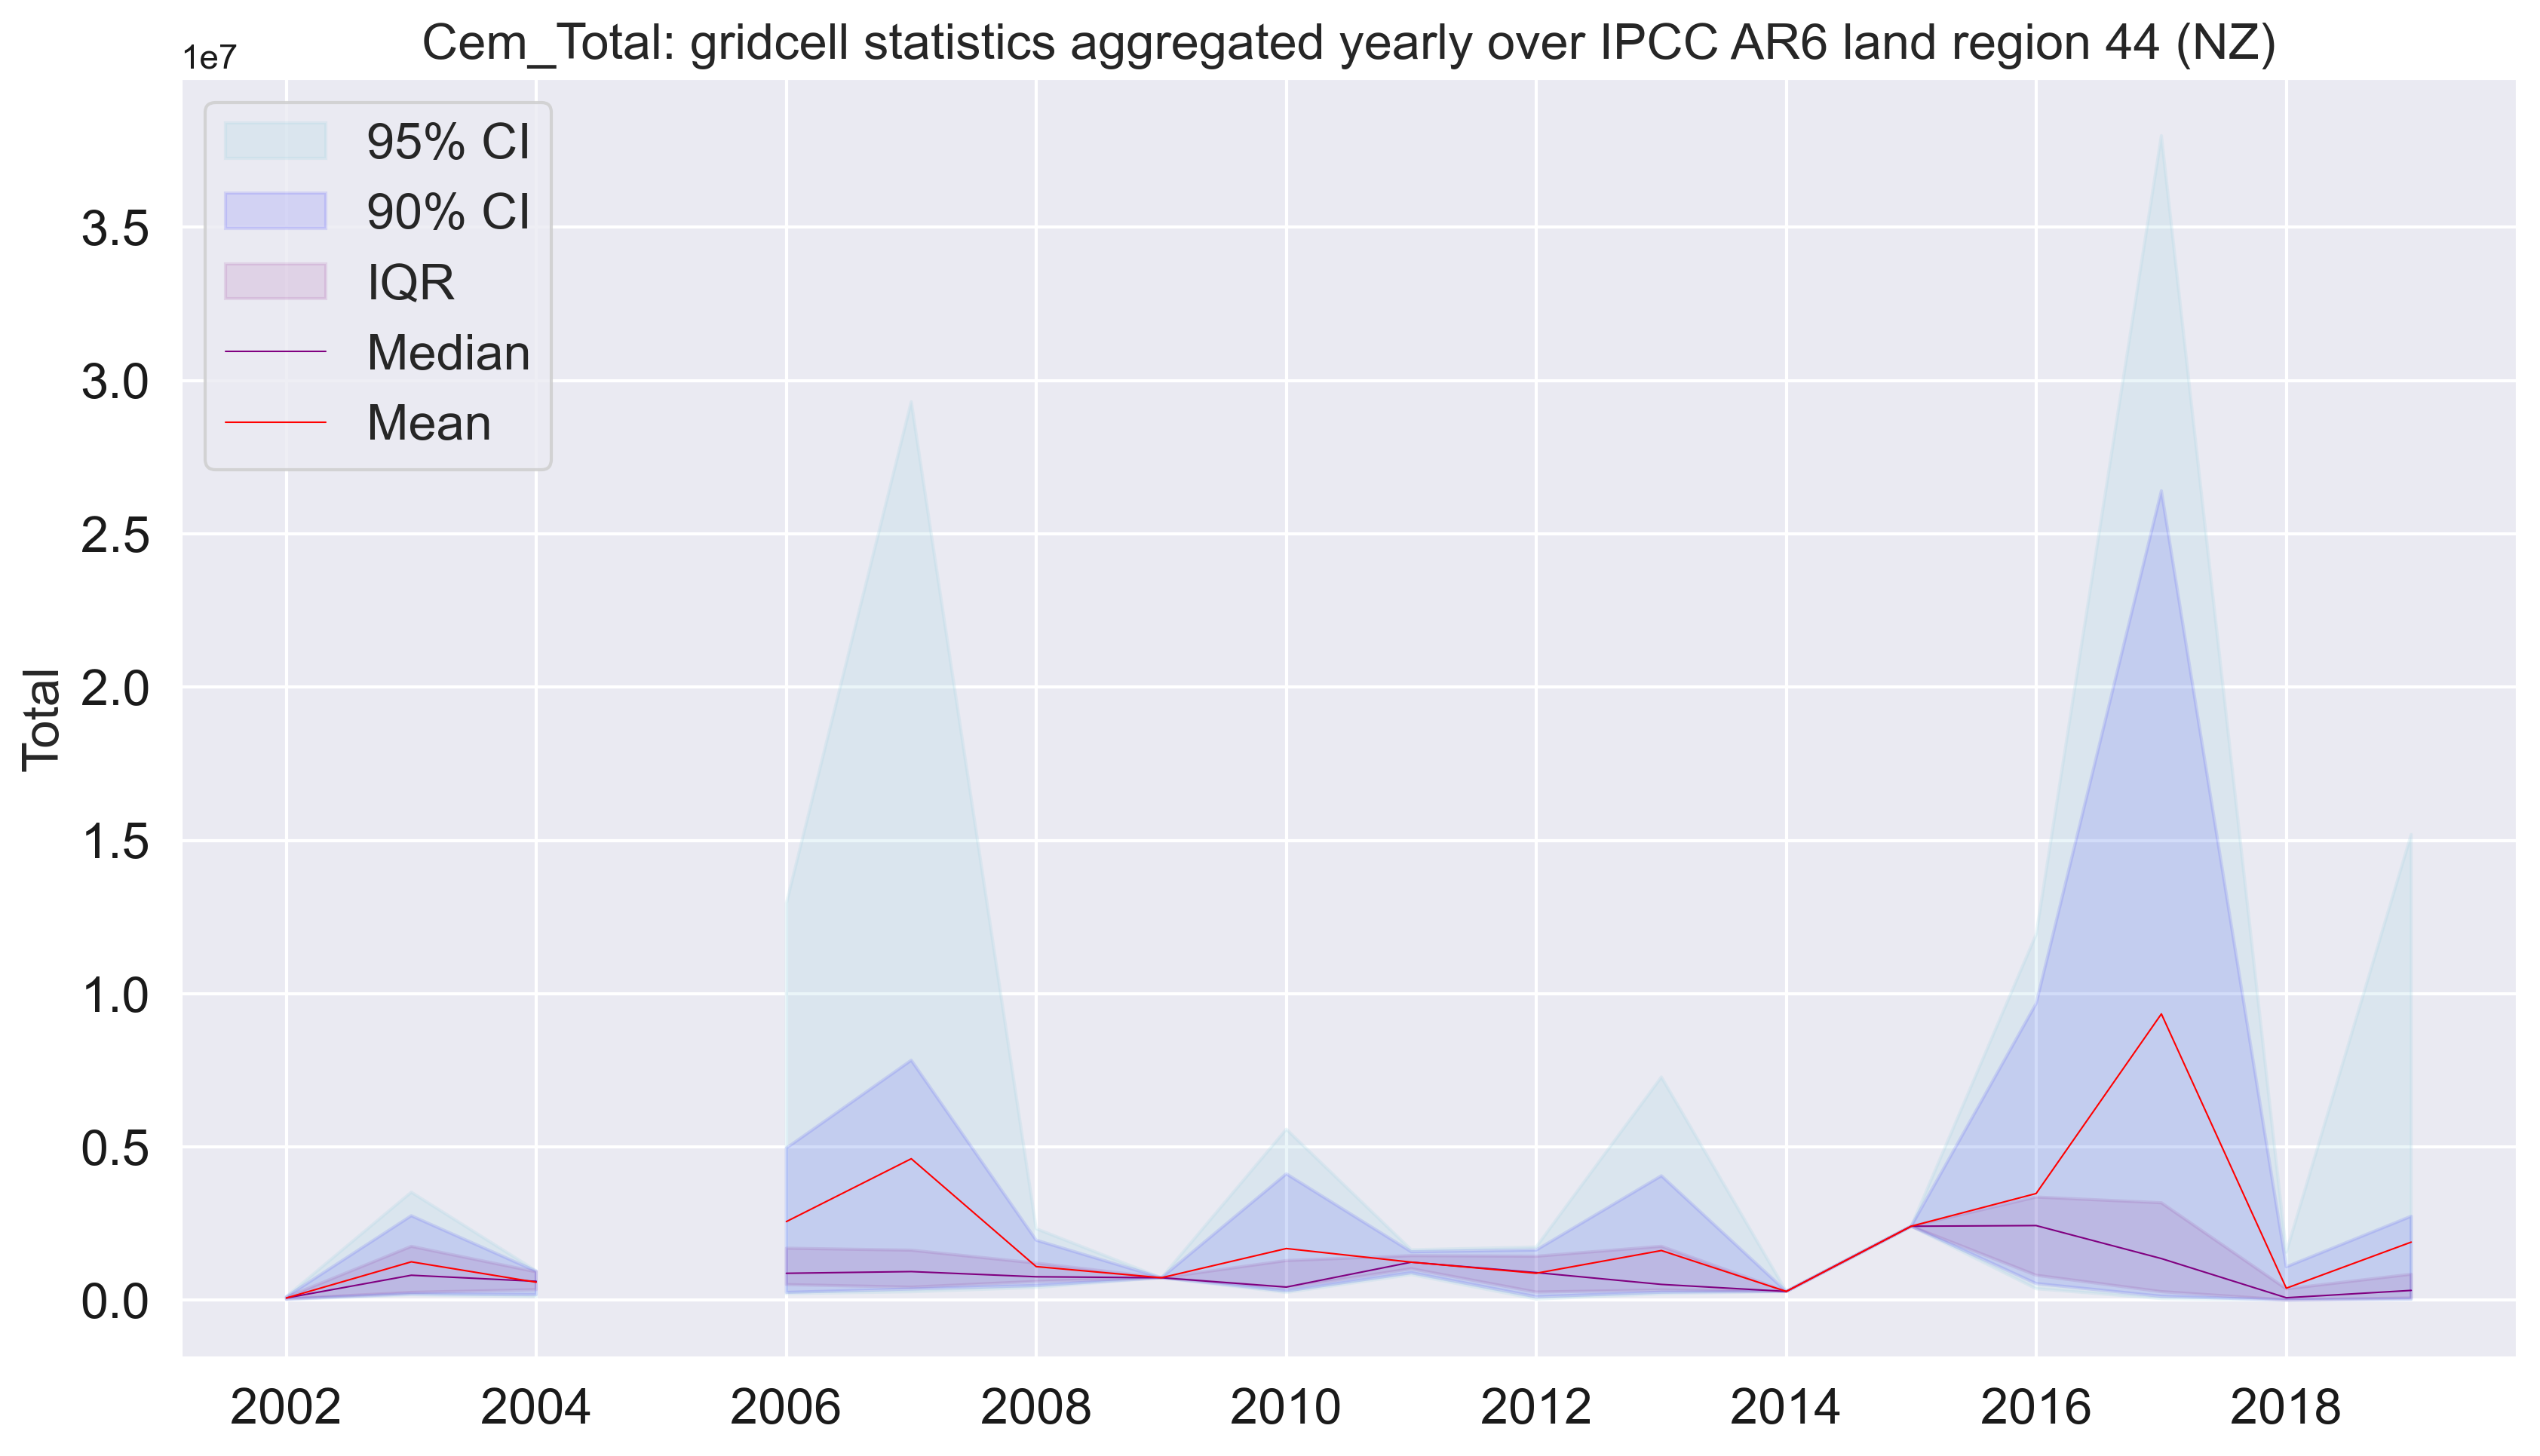 Cem_Total: gridcell statistics aggregated yearly over IPCC AR6 land region 44 (NZ)
1e7
95% CI
90% CI
IQR
Median
Mean
3.5
3.0
2.5
2.0
1.5
1.0
0.5
0.0
Total
2002 2004 2006 2008 2010 2012 2014 2016 2018